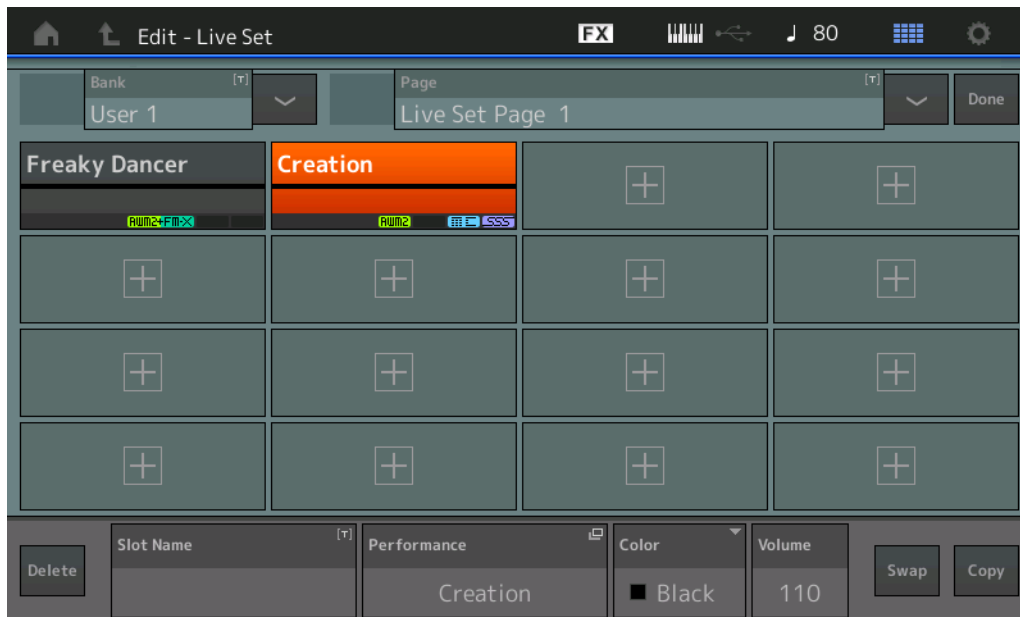 Edit - Live Set
FX
♩ 80
Bank
[T]
User 1
Page
[T]
Live Set Page 1
Done
Freaky Dancer
AWM2+FM-X
Creation
AWM2
MC
SSS
Delete
Slot Name
[T]
Performance
Creation
Color
Black
Volume
110
Swap
Copy